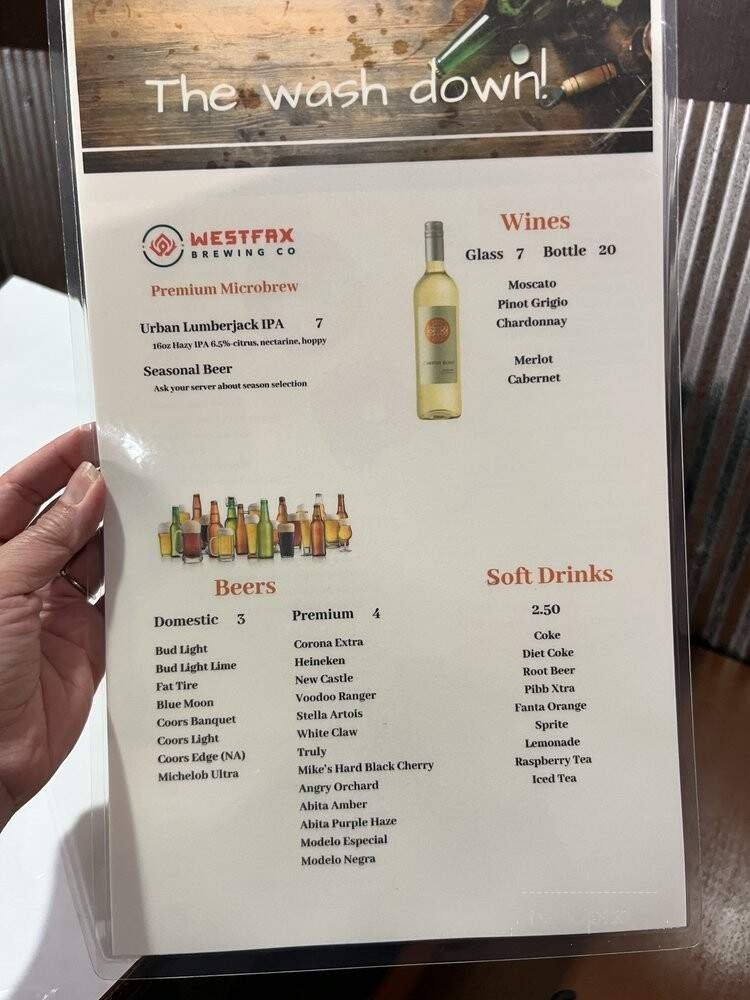 The wash down!
WESTFAX
BREWING CO
Premium Microbrew
Urban Lumberjack IPA 7
16oz Hazy IPA 6.5%-citrus, nectarine, hoppy
Seasonal Beer
Ask your server about season selection
Wines
Glass 7 Bottle 20
Moscato
Pinot Grigio
Chardonnay
Merlot
Cabernet
Beers
Domestic 3
Bud Light
Bud Light Lime
Fat Tire
Blue Moon
Coors Banquet
Coors Light
Coors Edge (NA)
Michelob Ultra
Premium 4
Corona Extra
Heineken
New Castle
Voodoo Ranger
Stella Artois
White Claw
Truly
Mike's Hard Black Cherry
Angry Orchard
Abita Amber
Abita Purple Haze
Modelo Especial
Modelo Negra
Soft Drinks
2.50
Coke
Diet Coke
Root Beer
Pibb Xtra
Fanta Orange
Sprite
Lemonade
Raspberry Tea
Iced Tea